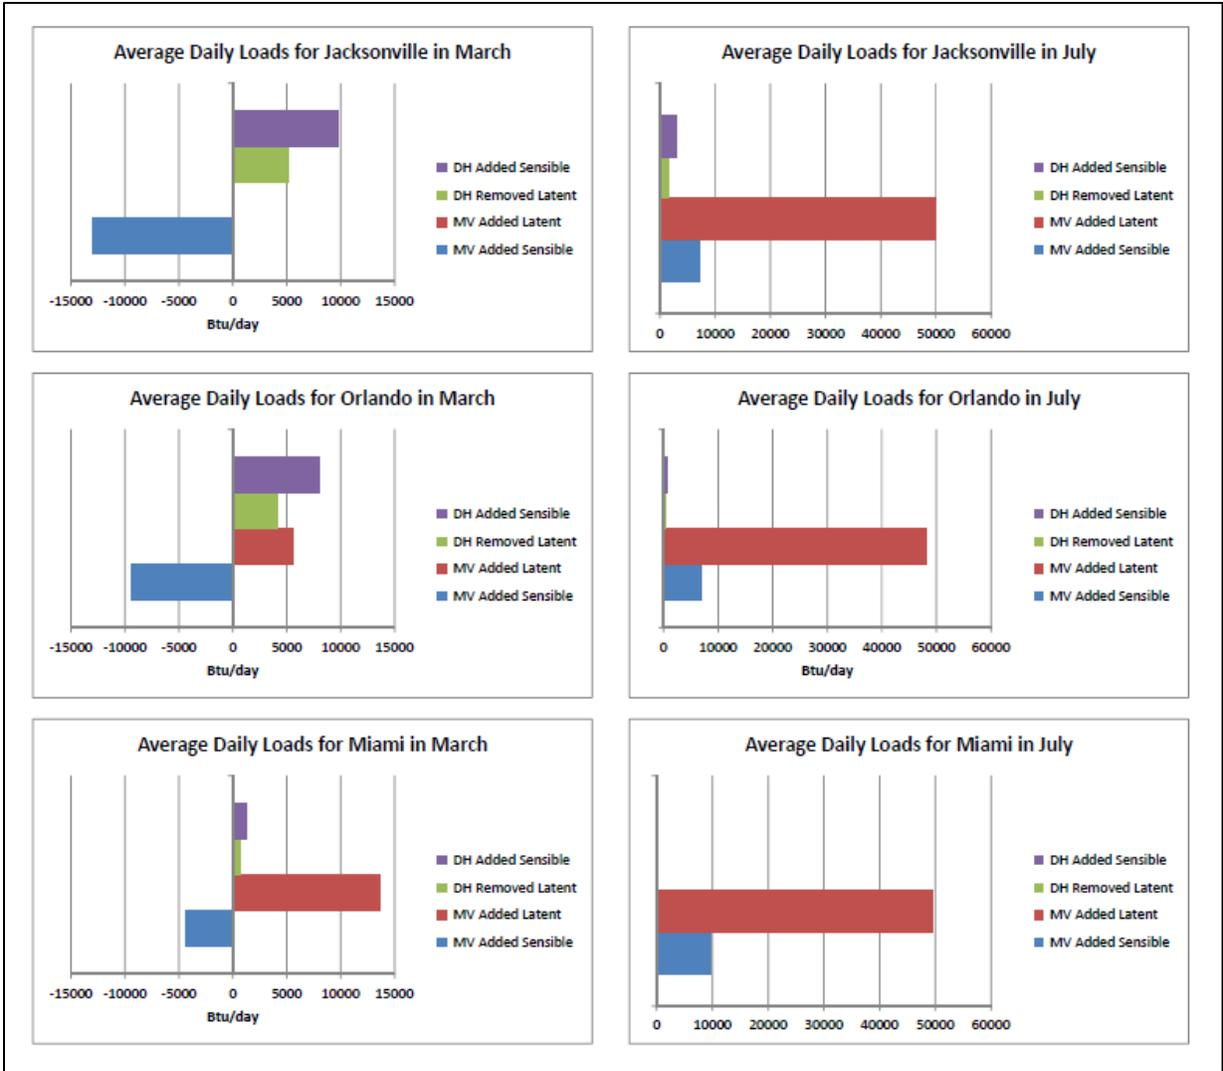 Average Daily Loads for Jacksonville in March
DH Added Sensible
DH Removed Latent
MV Added Latent
MV Added Sensible
-15000 -10000 -5000 0 5000 10000 15000
Btu/day
Average Daily Loads for Jacksonville in July
DH Added Sensible
DH Removed Latent
MV Added Latent
MV Added Sensible
0 10000 20000 30000 40000 50000 60000
Average Daily Loads for Orlando in March
DH Added Sensible
DH Removed Latent
MV Added Latent
MV Added Sensible
-15000 -10000 -5000 0 5000 10000 15000
Btu/day
Average Daily Loads for Orlando in July
DH Added Sensible
DH Removed Latent
MV Added Latent
MV Added Sensible
0 10000 20000 30000 40000 50000 60000
Btu/day
Average Daily Loads for Miami in March
DH Added Sensible
DH Removed Latent
MV Added Latent
MV Added Sensible
-15000 -10000 -5000 0 5000 10000 15000
Btu/day
Average Daily Loads for Miami in July
DH Added Sensible
DH Removed Latent
MV Added Latent
MV Added Sensible
0 10000 20000 30000 40000 50000 60000